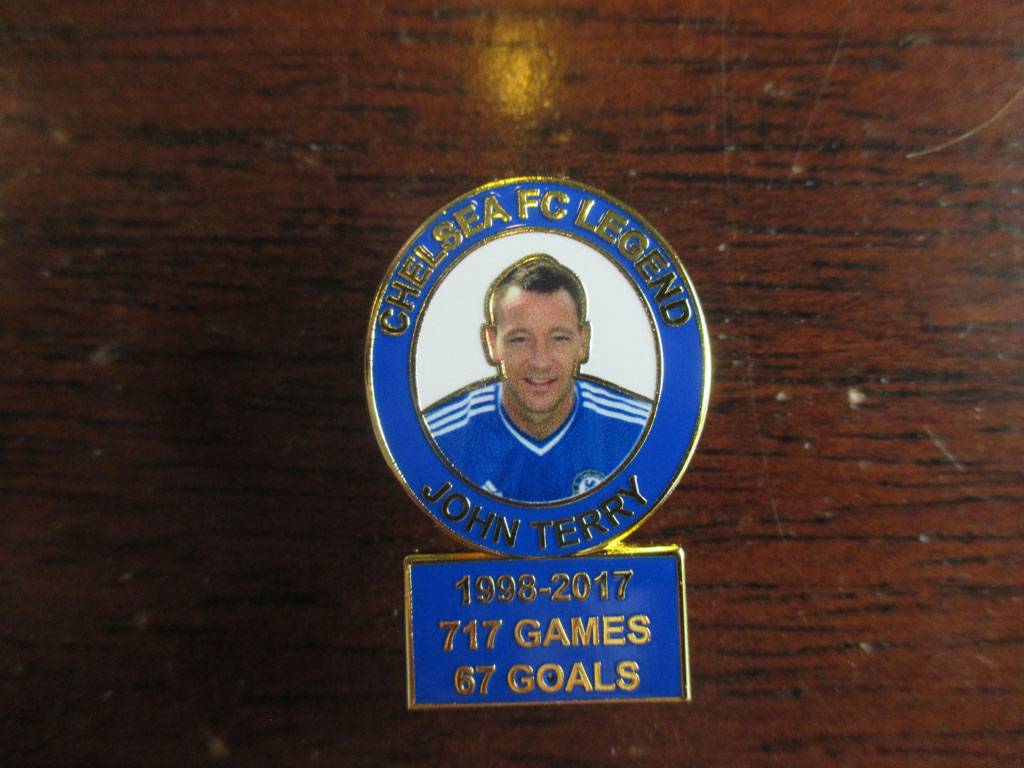 CHELSEA FC LEGEND
JOHN TERRY
1998-2017
717 GAMES
67 GOALS